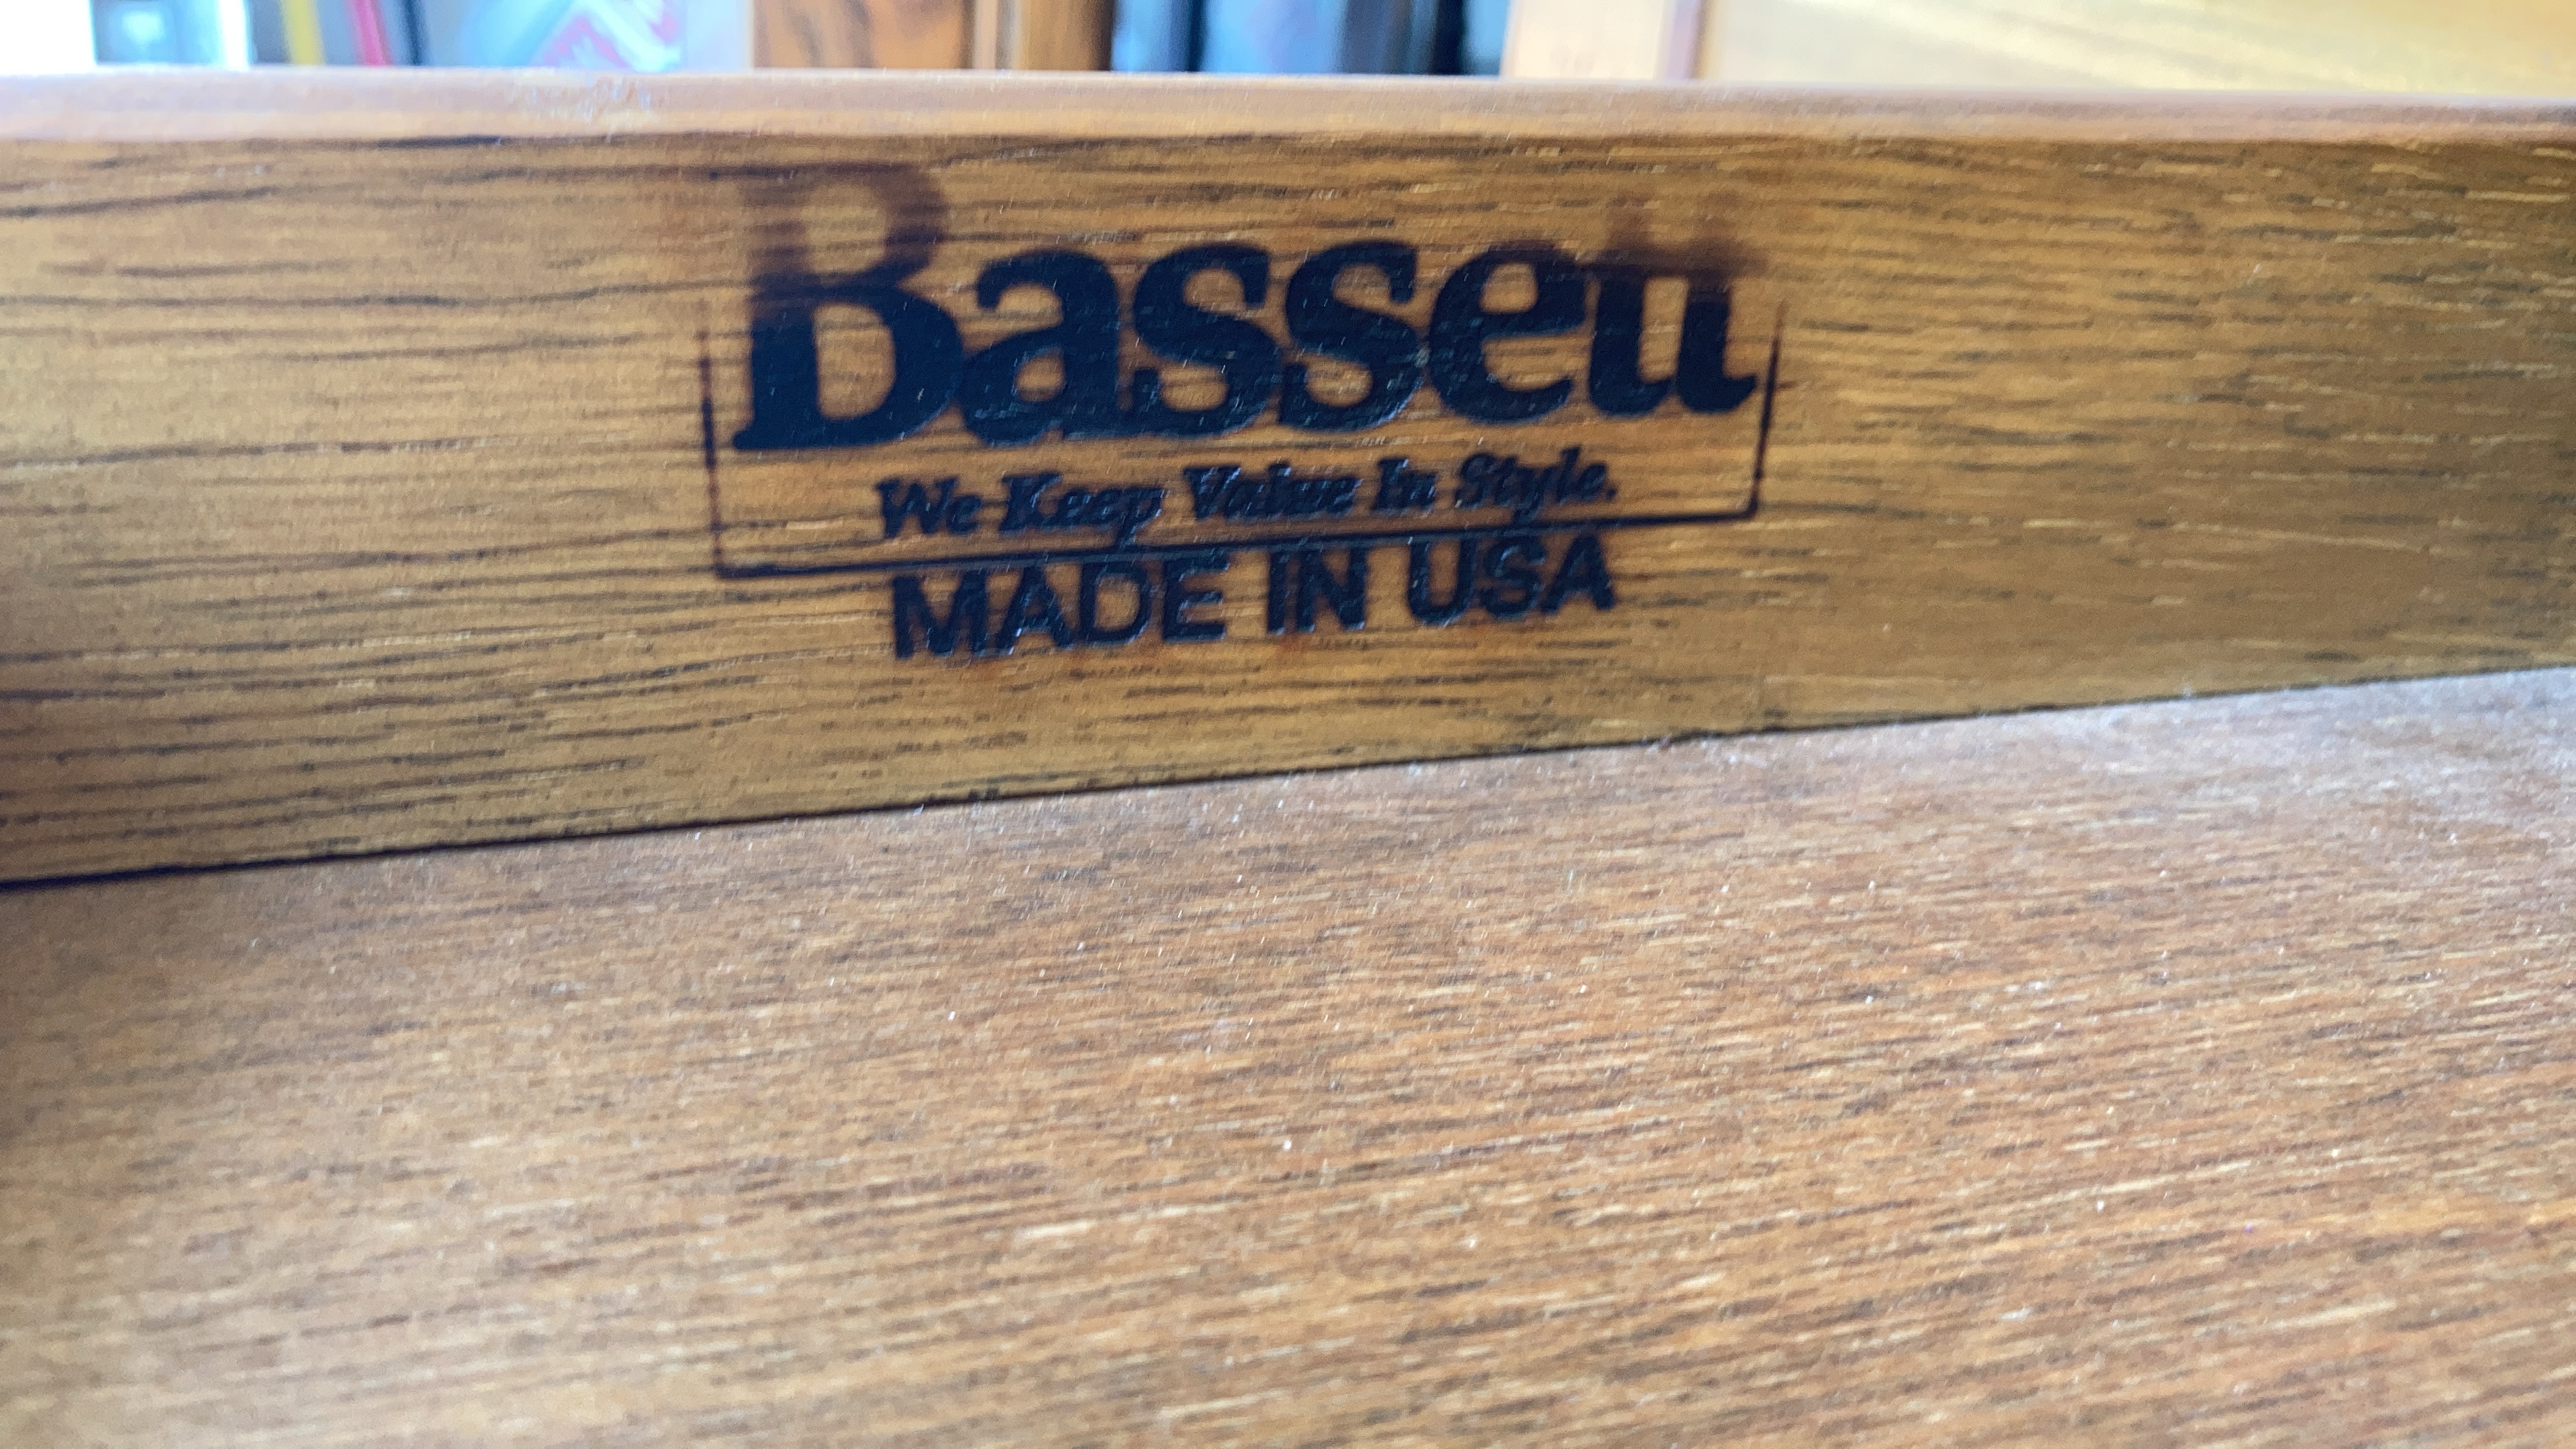 Bassett
We Keep Value In Style.
MADE IN USA